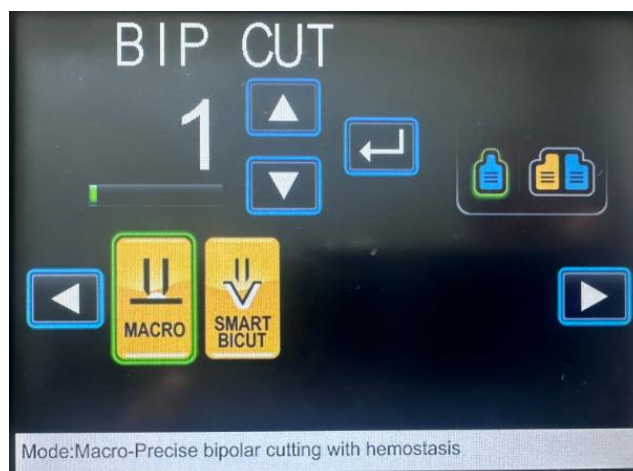 BIP CUT
1
MACRO
SMART
BICUT
Mode:Macro-Precise bipolar cutting with hemostasis